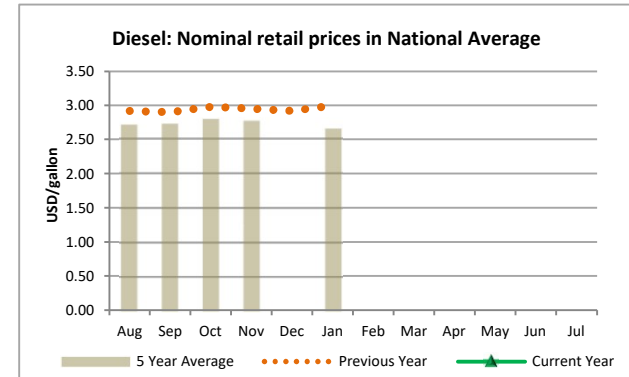 Diesel: Nominal retail prices in National Average
3.50
3.00
2.50
2.00
1.50
1.00
0.50
0.00
USD/gallon
Aug Sep Oct Nov Dec Jan Feb Mar Apr May Jun Jul
5 Year Average Previous Year Current Year